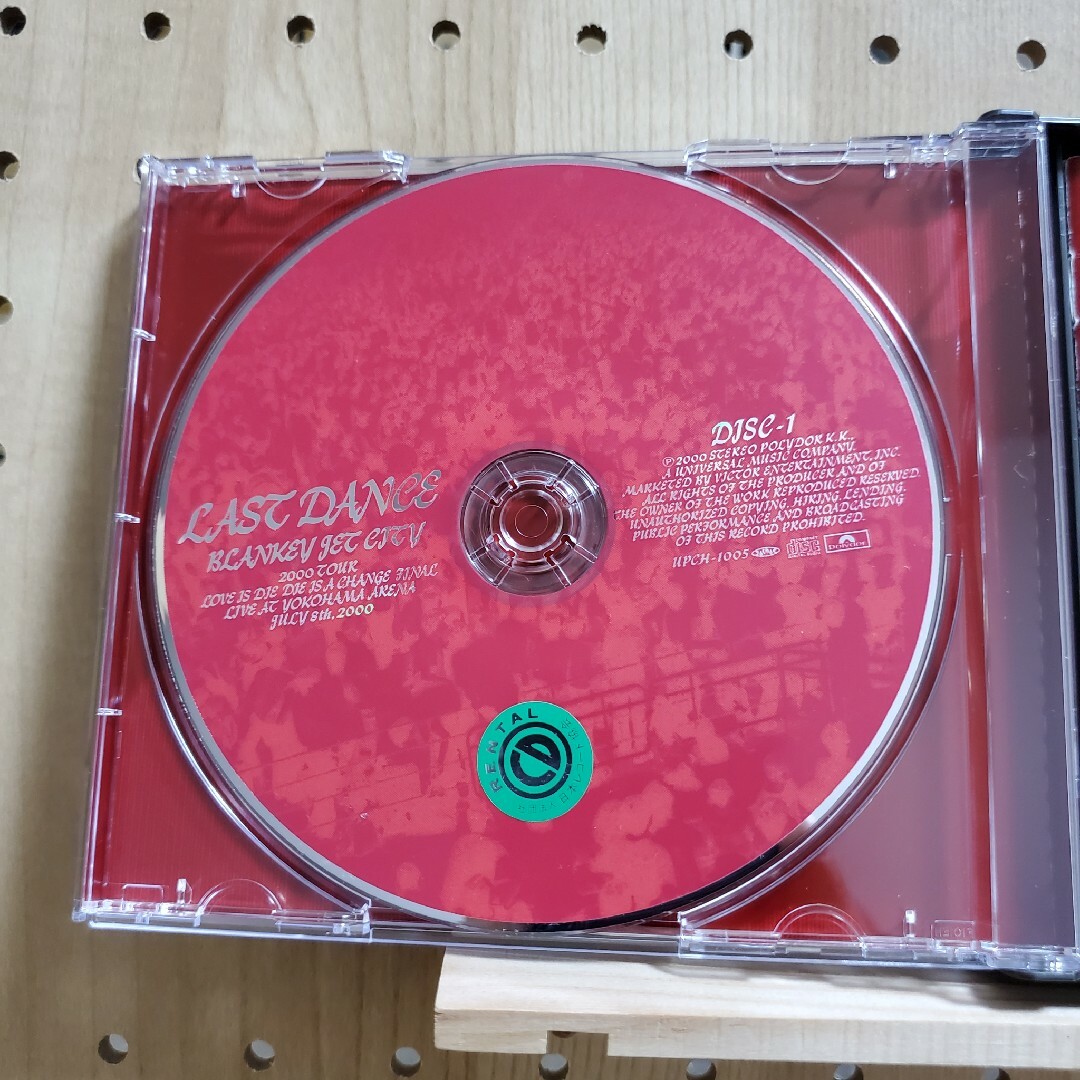 LAST DANCE
BLANKEY JET CITY
2000 TOUR
LOVE IS DIE DIE IS A CHANGE FINAL
LIVE AT YOKOHAMA ARENA
JULY 8th, 2000
DISC-1
℗ 2000 STEREO POLYDOR K.K.,
A UNIVERSAL MUSIC COMPANY
MARKETED BY VICTOR ENTERTAINMENT, INC.
ALL RIGHTS OF THE PRODUCER AND OF
THE OWNER OF THE WORK REPRODUCED RESERVED.
UNAUTHORIZED COPYING, HIRING, LENDING,
PUBLIC PERFORMANCE AND BROADCASTING
OF THIS RECORD PROHIBITED.
UPCH-1005
disc
POLYDOR
RENTAL